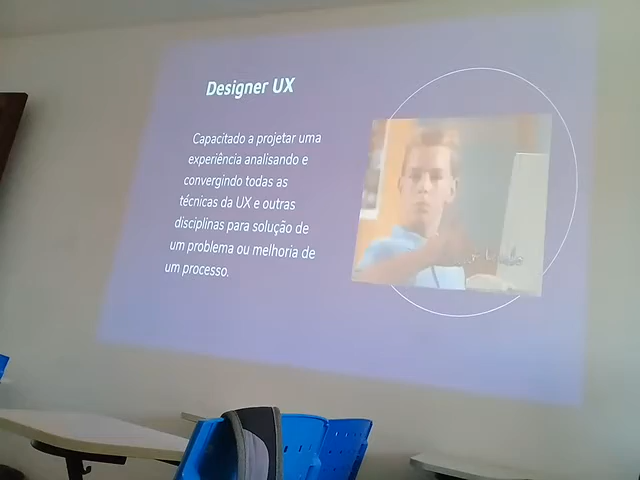 Designer UX
Capacitado a projetar uma
experiência analisando e
convergindo todas as
técnicas da UX e outras
disciplinas para solução de
um problema ou melhoria de
um processo.